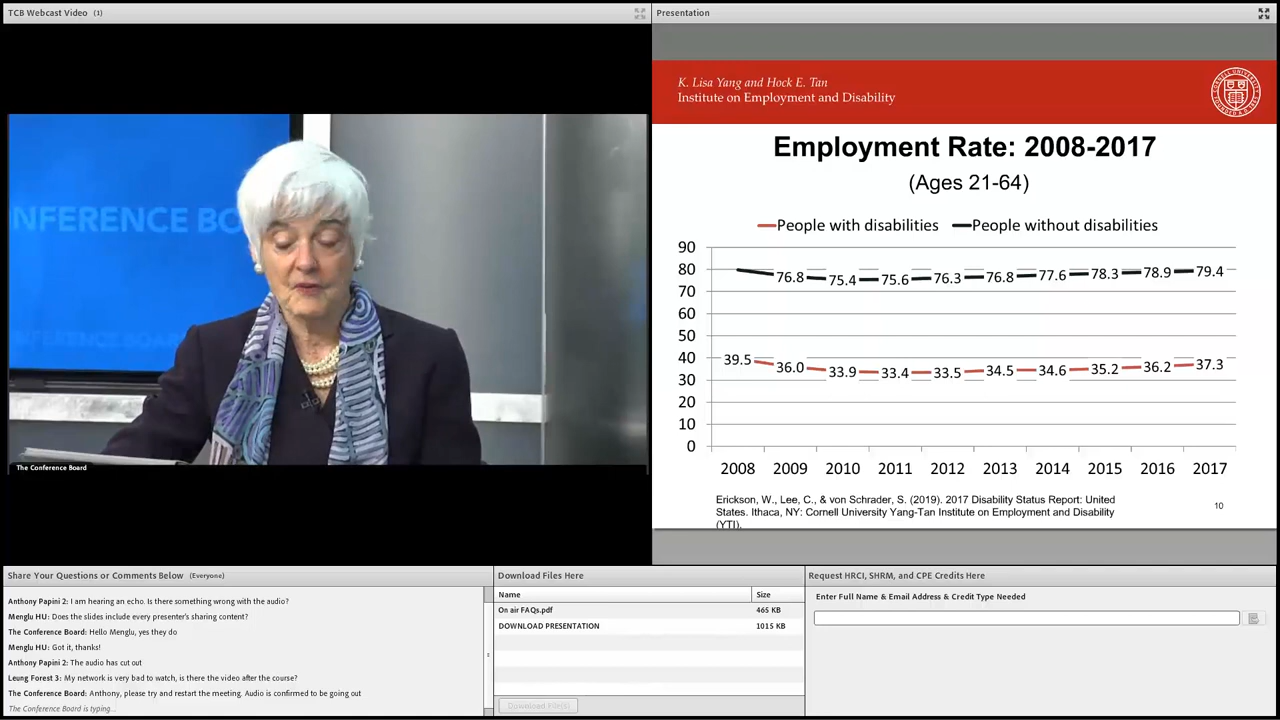 TCB Webcast Video (1)
NFERENCE BO
The Conference Board
Presentation
K. Lisa Yang and Hock E. Tan
Institute on Employment and Disability
Employment Rate: 2008-2017
(Ages 21-64)
People with disabilities People without disabilities
90
80
70
60
50
40
30
20
10
0
76.8 75.4 75.6 76.3 76.8 77.6 78.3 78.9 79.4
39.5 36.0 33.9 33.4 33.5 34.5 34.6 35.2 36.2 37.3
2008 2009 2010 2011 2012 2013 2014 2015 2016 2017
Erickson, W., Lee, C., & von Schrader, S. (2019). 2017 Disability Status Report: United
States. Ithaca, NY: Cornell University Yang-Tan Institute on Employment and Disability
(YTI).
10
Share Your Questions or Comments Below (Everyone)
Anthony Papini 2: I am hearing an echo. Is there something wrong with the audio?
Menglu HU: Does the slides include every presenter's sharing content?
The Conference Board: Hello Menglu, yes they do
Menglu HU: Got it, thanks!
Anthony Papini 2: The audio has cut out
Leung Forest 3: My network is very bad to watch, is there the video after the course?
The Conference Board: Anthony, please try and restart the meeting. Audio is confirmed to be going out
The Conference Board is typing...
Download Files Here
Name Size
On air FAQs.pdf 465 KB
DOWNLOAD PRESENTATION 1015 KB
Download File(s)
Request HRCI, SHRM, and CPE Credits Here
Enter Full Name & Email Address & Credit Type Needed